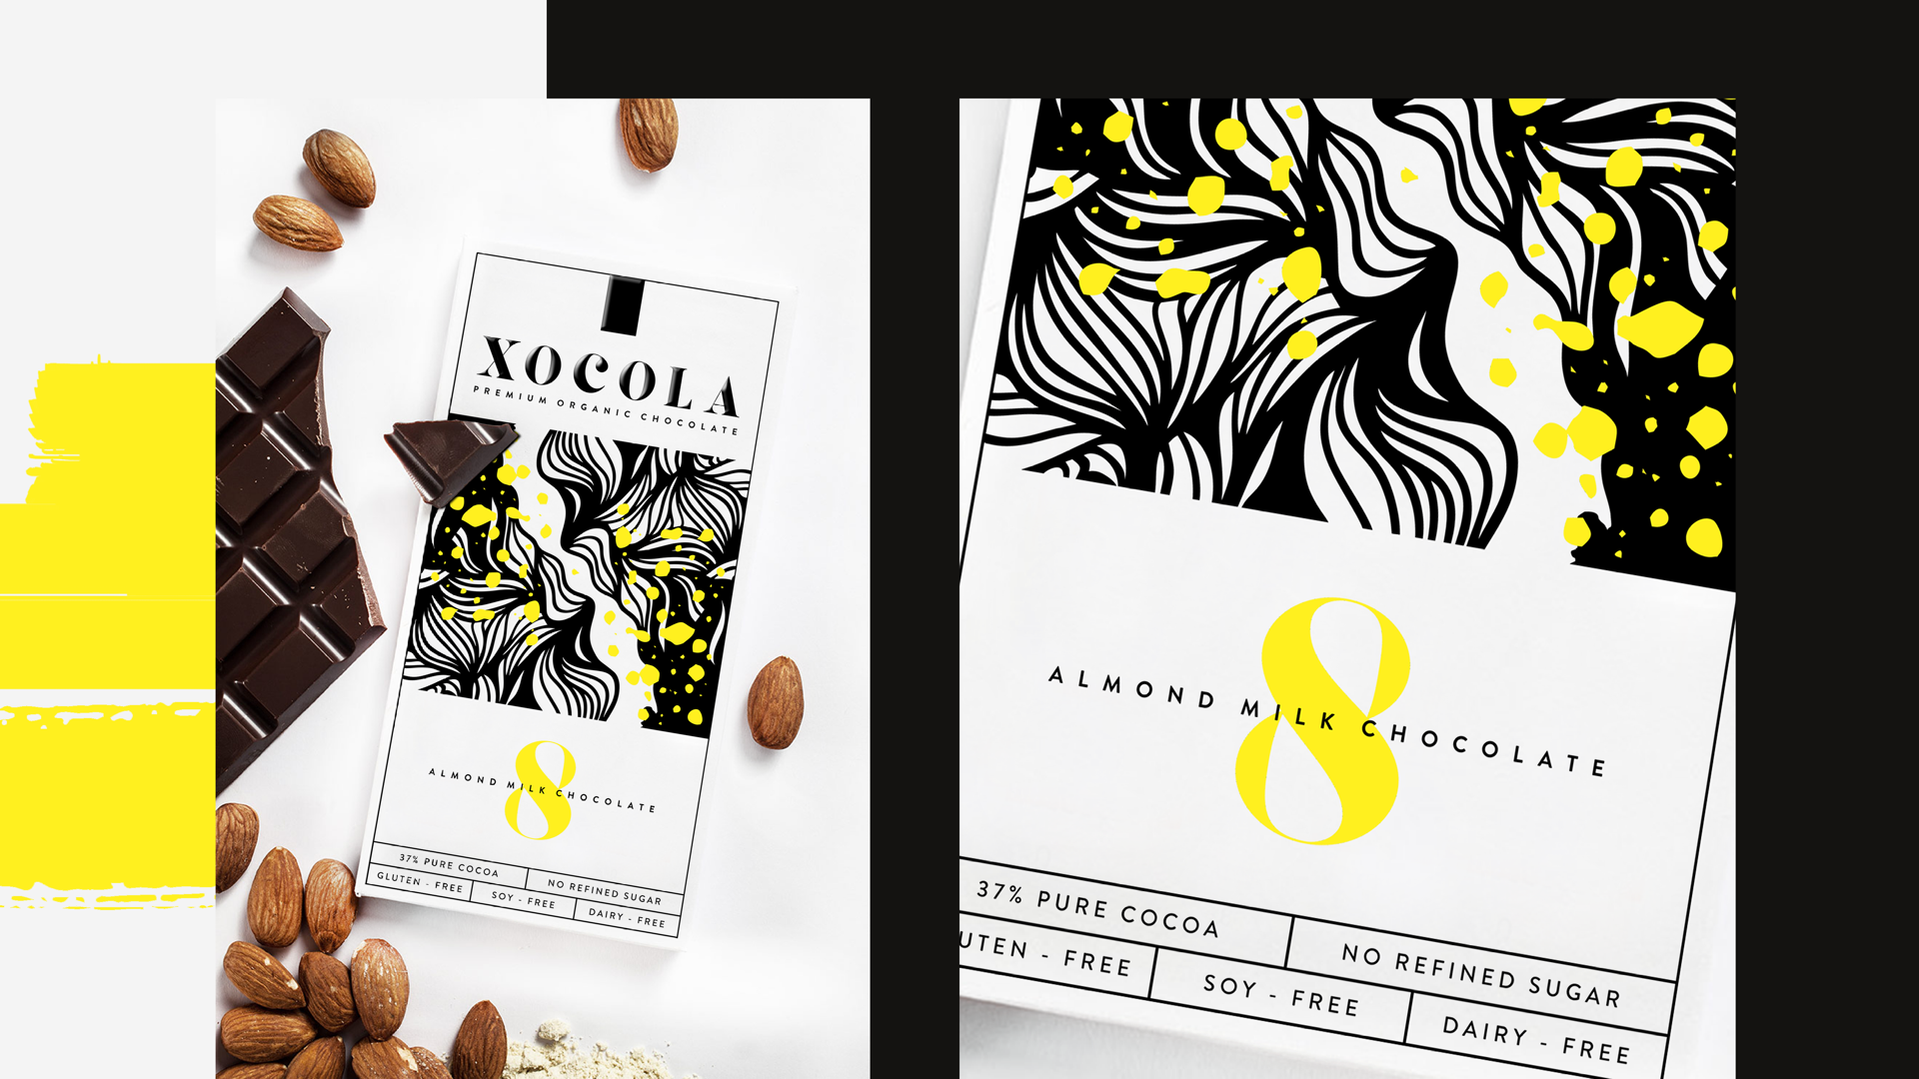 XOCOLA
PREMIUM ORGANIC CHOCOLATE
8
ALMOND MILK CHOCOLATE
37% PURE COCOA
NO REFINED SUGAR
GLUTEN - FREE
SOY - FREE
DAIRY - FREE
8
ALMOND MILK CHOCOLATE
37% PURE COCOA
NO REFINED SUGAR
UTEN - FREE
SOY - FREE
DAIRY - FREE